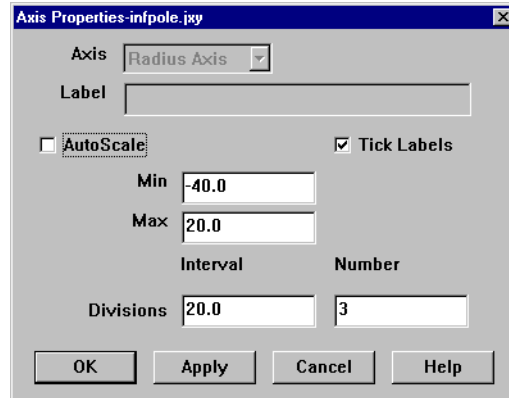 Axis Properties-infpole.jxy
Axis Radius Axis
Label
AutoScale Tick Labels
Min -40.0
Max 20.0
Interval Number
Divisions 20.0 3
OK Apply Cancel Help